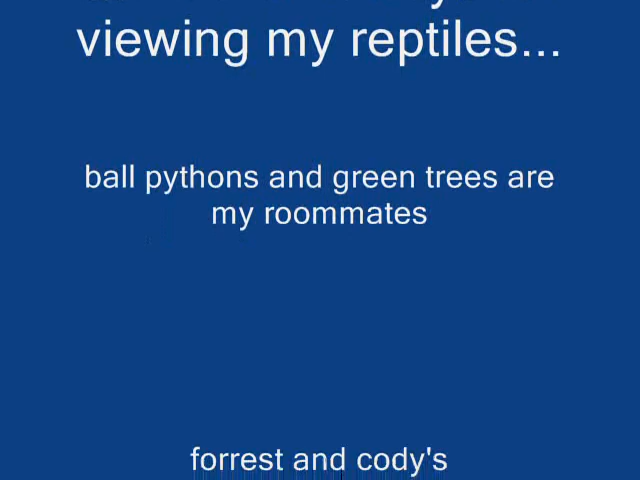 viewing my reptiles...
ball pythons and green trees are
my roommates
forrest and cody's